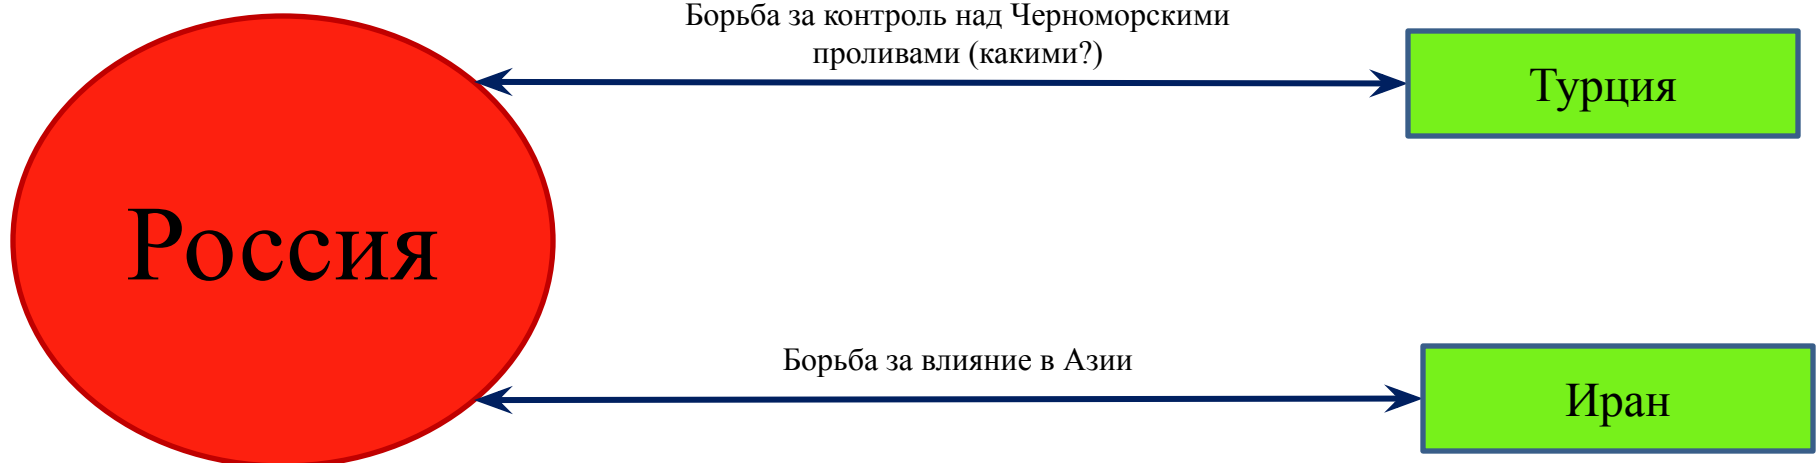 Борьба за контроль над Черноморскими
проливами (какими?)
Турция
Россия
Борьба за влияние в Азии
Иран